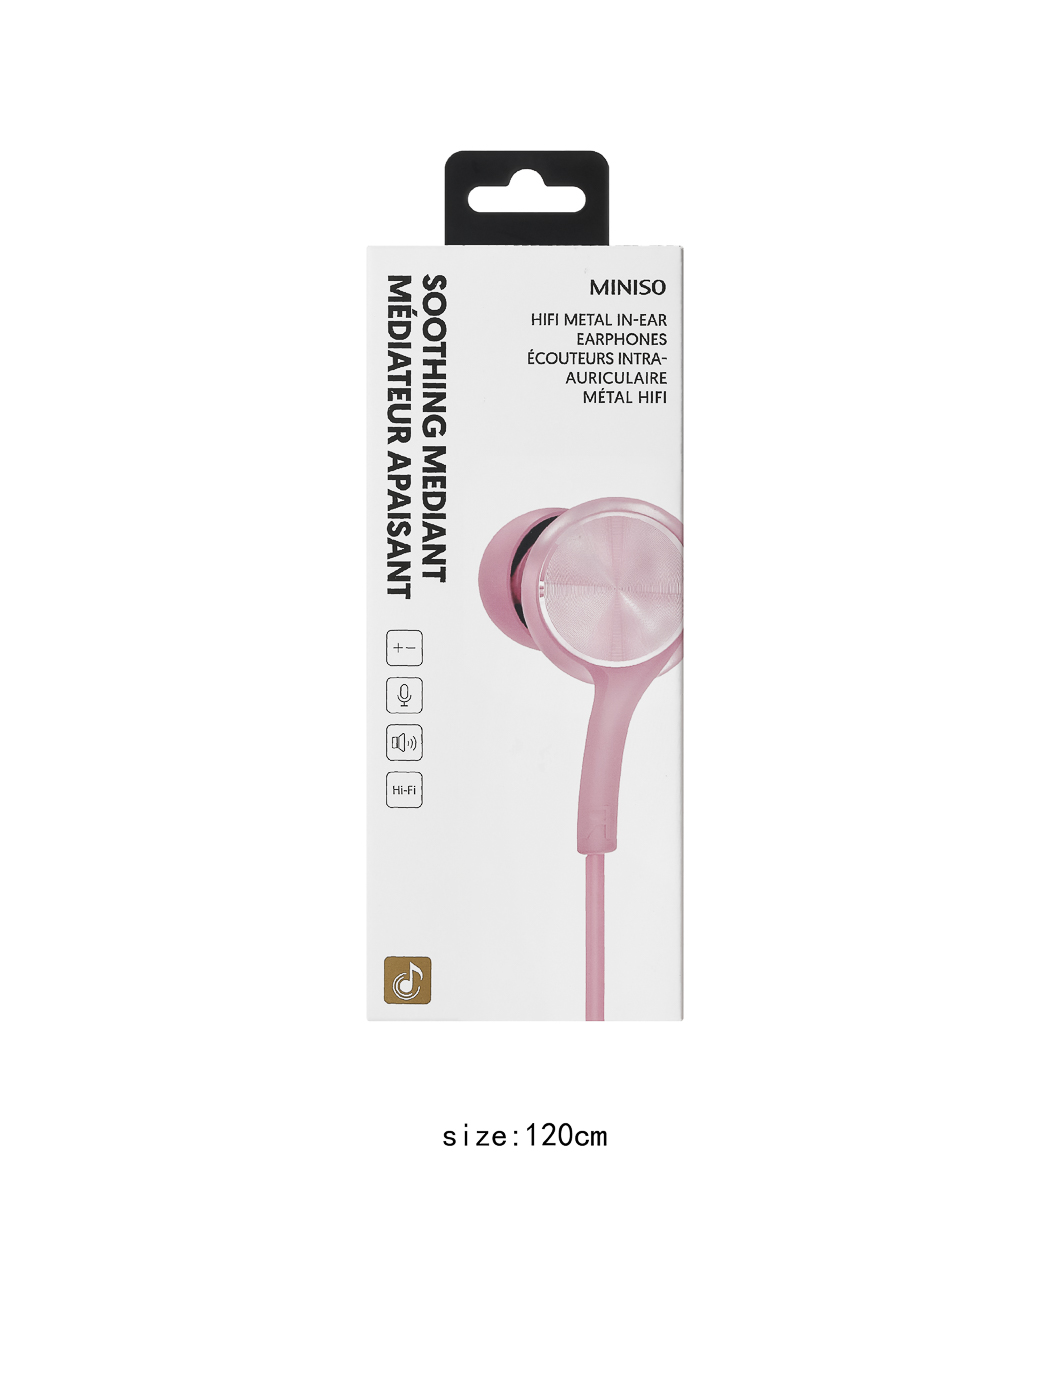 MINISO
HIFI METAL IN-EAR
EARPHONES
ÉCOUTEURS INTRA-
AURICULAIRE
MÉTAL HIFI
SOOTHING MEDIANT
MÉDIATEUR APAISANT
+ −
Hi-Fi
size:120cm